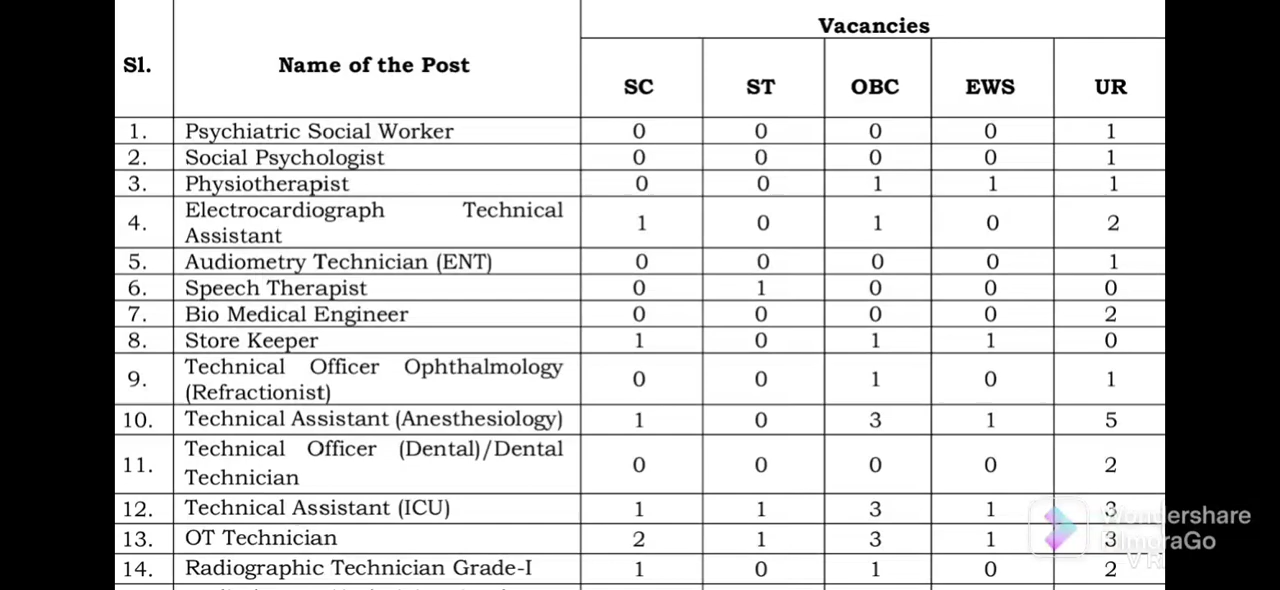 Vacancies
Sl. Name of the Post SC ST OBC EWS UR
1. Psychiatric Social Worker 0 0 0 0 1
2. Social Psychologist 0 0 0 0 1
3. Physiotherapist 0 0 1 1 1
4. Electrocardiograph Technical
Assistant 1 0 1 0 2
5. Audiometry Technician (ENT) 0 0 0 0 1
6. Speech Therapist 0 1 0 0 0
7. Bio Medical Engineer 0 0 0 0 2
8. Store Keeper 1 0 1 1 0
9. Technical Officer Ophthalmology
(Refractionist) 0 0 1 0 1
10. Technical Assistant (Anesthesiology) 1 0 3 1 5
11. Technical Officer (Dental)/Dental
Technician 0 0 0 0 2
12. Technical Assistant (ICU) 1 1 3 1 3
13. OT Technician 2 1 3 1 3
14. Radiographic Technician Grade-I 1 0 1 0 2
Wondershare
FilmoraGo